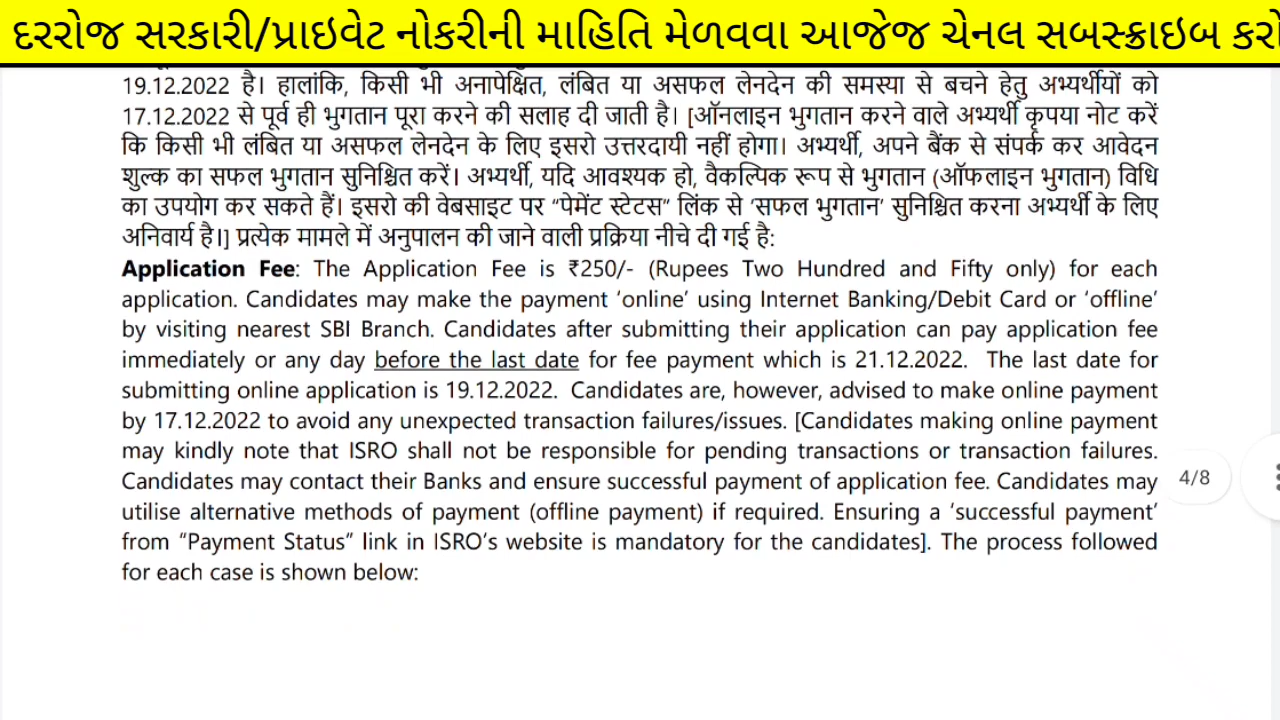 દરરોજ સરકારી/પ્રાઇવેટ નોકરીની માહિતિ મેળવવા આજેજ ચેનલ સબસ્ક્રાઇબ કરો
19.12.2022 है। हालांकि, किसी भी अनापेक्षित, लंबित या असफल लेनदेन की समस्या से बचने हेतु अभ्यर्थीयों को
17.12.2022 से पूर्व ही भुगतान पूरा करने की सलाह दी जाती है। [ऑनलाइन भुगतान करने वाले अभ्यर्थी कृपया नोट करें
कि किसी भी लंबित या असफल लेनदेन के लिए इसरो उत्तरदायी नहीं होगा। अभ्यर्थी, अपने बैंक से संपर्क कर आवेदन
शुल्क का सफल भुगतान सुनिश्चित करें। अभ्यर्थी, यदि आवश्यक हो, वैकल्पिक रूप से भुगतान (ऑफलाइन भुगतान) विधि
का उपयोग कर सकते हैं। इसरो की वेबसाइट पर “पेमेंट स्टेटस” लिंक से ‘सफल भुगतान’ सुनिश्चित करना अभ्यर्थी के लिए
अनिवार्य है।] प्रत्येक मामले में अनुपालन की जाने वाली प्रक्रिया नीचे दी गई है:
Application Fee: The Application Fee is ₹250/- (Rupees Two Hundred and Fifty only) for each
application. Candidates may make the payment ‘online’ using Internet Banking/Debit Card or ‘offline’
by visiting nearest SBI Branch. Candidates after submitting their application can pay application fee
immediately or any day before the last date for fee payment which is 21.12.2022. The last date for
submitting online application is 19.12.2022. Candidates are, however, advised to make online payment
by 17.12.2022 to avoid any unexpected transaction failures/issues. [Candidates making online payment
may kindly note that ISRO shall not be responsible for pending transactions or transaction failures.
Candidates may contact their Banks and ensure successful payment of application fee. Candidates may
utilise alternative methods of payment (offline payment) if required. Ensuring a ‘successful payment’
from “Payment Status” link in ISRO’s website is mandatory for the candidates]. The process followed
for each case is shown below:
4/8